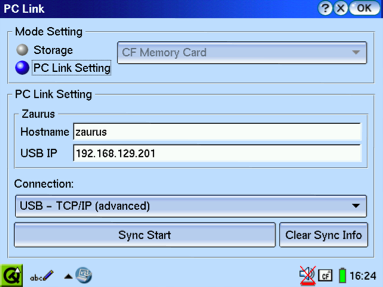 PC Link ? X OK
Mode Setting
Storage CF Memory Card
PC Link Setting
PC Link Setting
Zaurus
Hostname zaurus
USB IP 192.168.129.201
Connection:
USB - TCP/IP (advanced)
Sync Start Clear Sync Info
abc CF 16:24